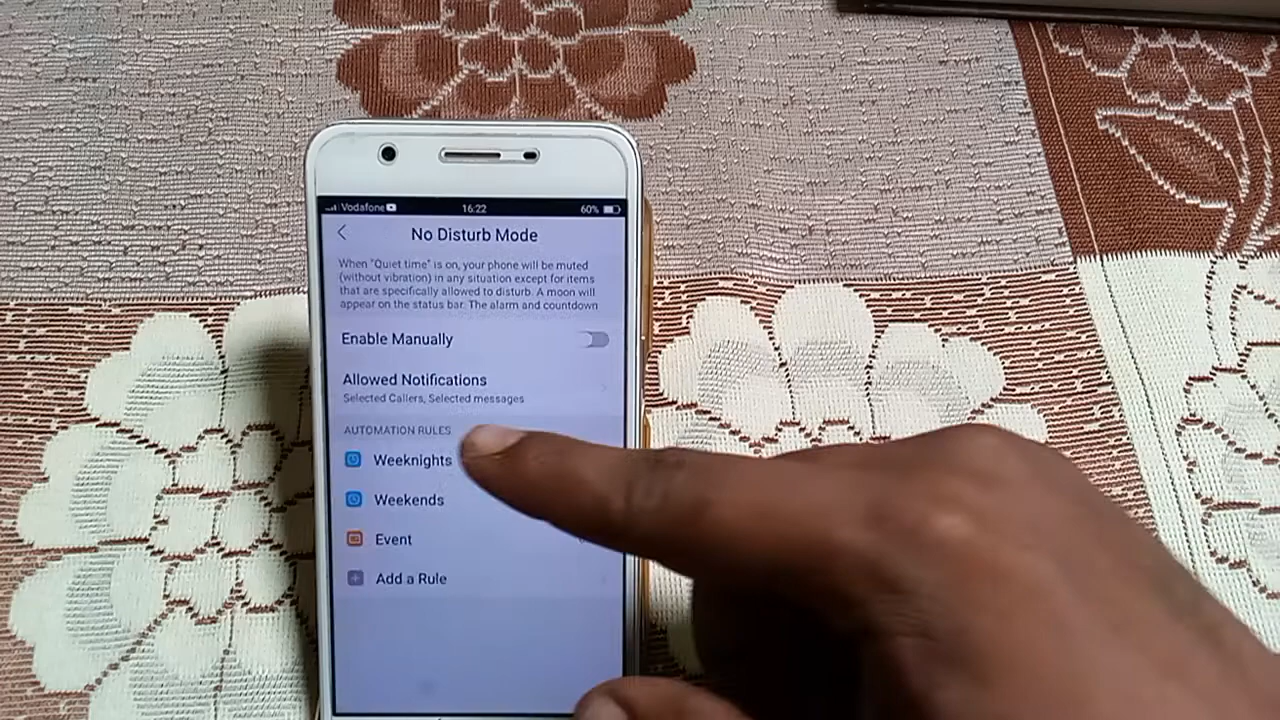 Vodafone 16:22 60%
No Disturb Mode
When "Quiet time" is on, your phone will be muted
(without vibration) in any situation except for items
that are specifically allowed to disturb. A moon will
appear on the status bar. The alarm and countdown
Enable Manually
Allowed Notifications
Selected Callers, Selected messages
AUTOMATION RULES
Weeknights
Weekends
Event
Add a Rule